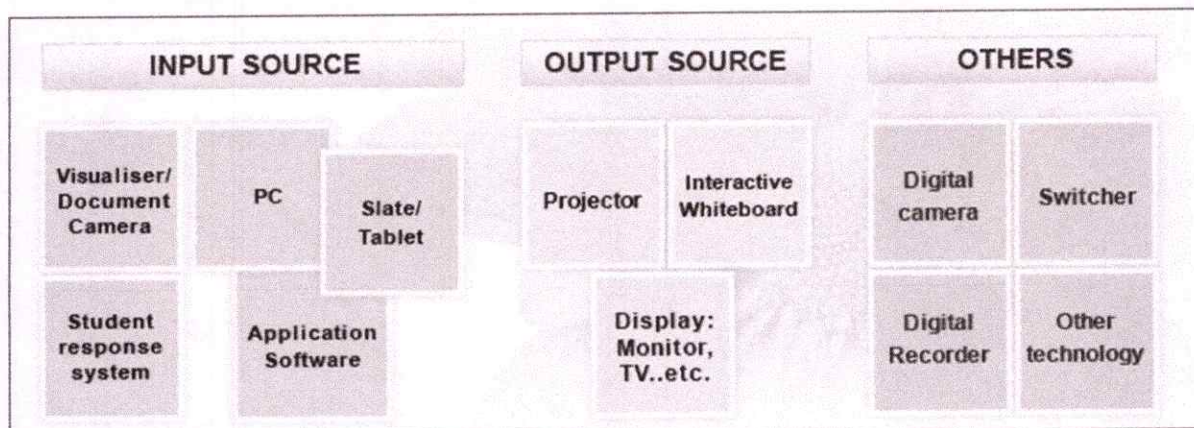 INPUT SOURCE
OUTPUT SOURCE
OTHERS
Visualiser/
Document
Camera
PC
Slate/
Tablet
Student
response
system
Application
Software
Projector
Interactive
Whiteboard
Display:
Monitor,
TV..etc.
Digital
camera
Switcher
Digital
Recorder
Other
technology